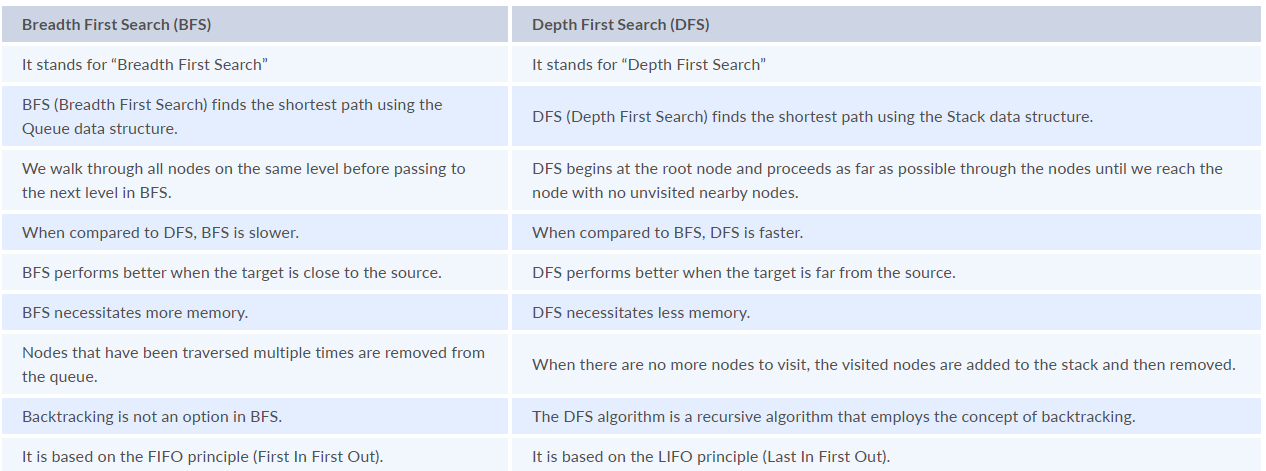 Breadth First Search (BFS)
Depth First Search (DFS)
It stands for “Breadth First Search”
It stands for “Depth First Search”
BFS (Breadth First Search) finds the shortest path using the
Queue data structure.
DFS (Depth First Search) finds the shortest path using the Stack data structure.
We walk through all nodes on the same level before passing to
the next level in BFS.
DFS begins at the root node and proceeds as far as possible through the nodes until we reach the
node with no unvisited nearby nodes.
When compared to DFS, BFS is slower.
When compared to BFS, DFS is faster.
BFS performs better when the target is close to the source.
DFS performs better when the target is far from the source.
BFS necessitates more memory.
DFS necessitates less memory.
Nodes that have been traversed multiple times are removed from
the queue.
When there are no more nodes to visit, the visited nodes are added to the stack and then removed.
Backtracking is not an option in BFS.
The DFS algorithm is a recursive algorithm that employs the concept of backtracking.
It is based on the FIFO principle (First In First Out).
It is based on the LIFO principle (Last In First Out).